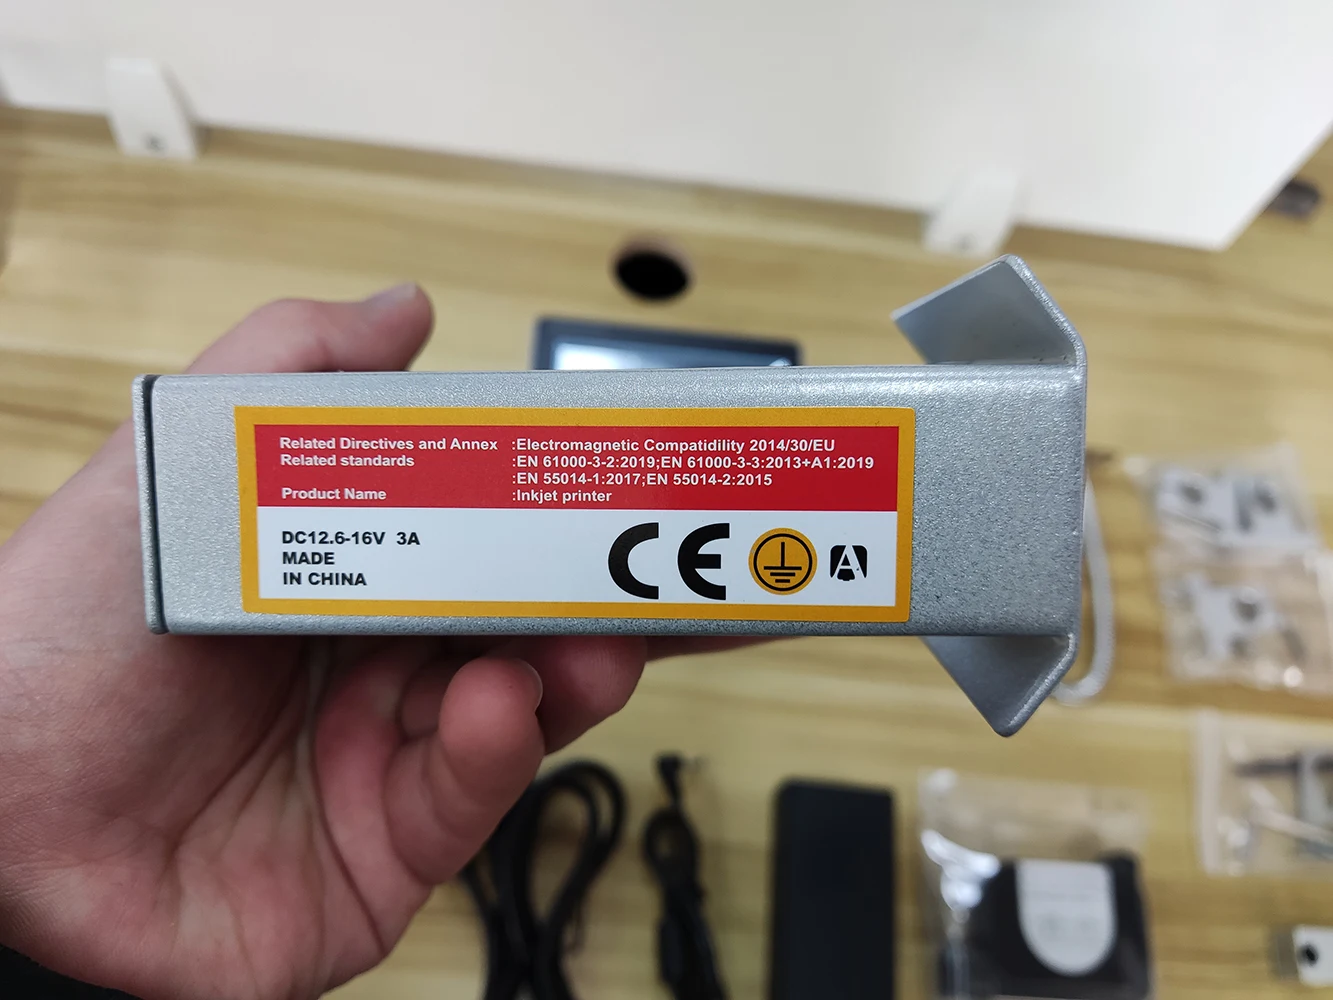 Related Directives and Annex :Electromagnetic Compatidility 2014/30/EU
Related standards :EN 61000-3-2:2019;EN 61000-3-3:2013+A1:2019
:EN 55014-1:2017;EN 55014-2:2015
Product Name :Inkjet printer
DC12.6-16V 3A
MADE
IN CHINA
CE
A